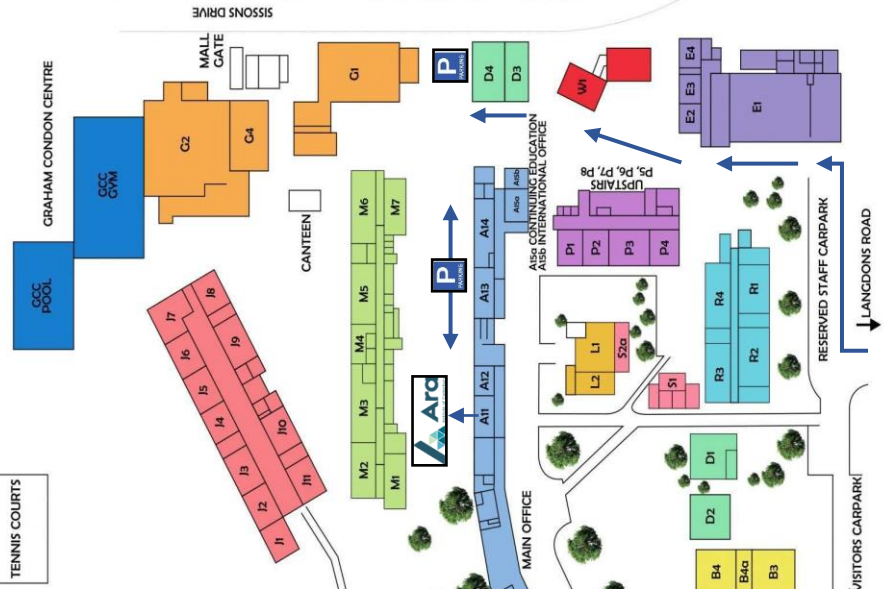 SISSONS DRIVE
MALL
GATE
GRAHAM CONDON CENTRE
GCC
GYM
GCC
POOL
G2
G4
G1
P
PARKING
D4
D3
W1
E4
E3
E2
E1
CANTEEN
M6
M7
M5
M4
M3
M2
M1
A14
A15a
A15b
A15a CONTINUING EDUCATION
A15b INTERNATIONAL OFFICE
UPSTAIRS
P5, P6, P7, P8
P1
P2
P3
P4
P
PARKING
A13
A12
A11
Ara
J8
J7
J9
J6
J5
J4
J10
J3
J11
J2
J1
L1
L2
S2a
S1
R4
R1
R3
R2
RESERVED STAFF CARPARK
LANGDONS ROAD
TENNIS COURTS
MAIN OFFICE
D1
D2
B4
B4a
B3
VISITORS CARPARK